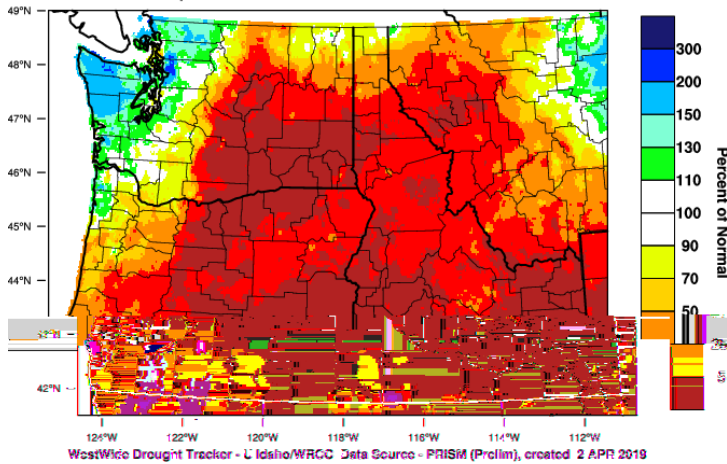 49°N
48°N
47°N
46°N
45°N
44°N
42°N
124°W
122°W
120°W
118°W
116°W
114°W
112°W
300
200
150
130
110
100
90
70
50
Percent of Normal
WestWide Drought Tracker - U Idaho/WRCC Data Source - PRISM (Prelim), created 2 APR 2019